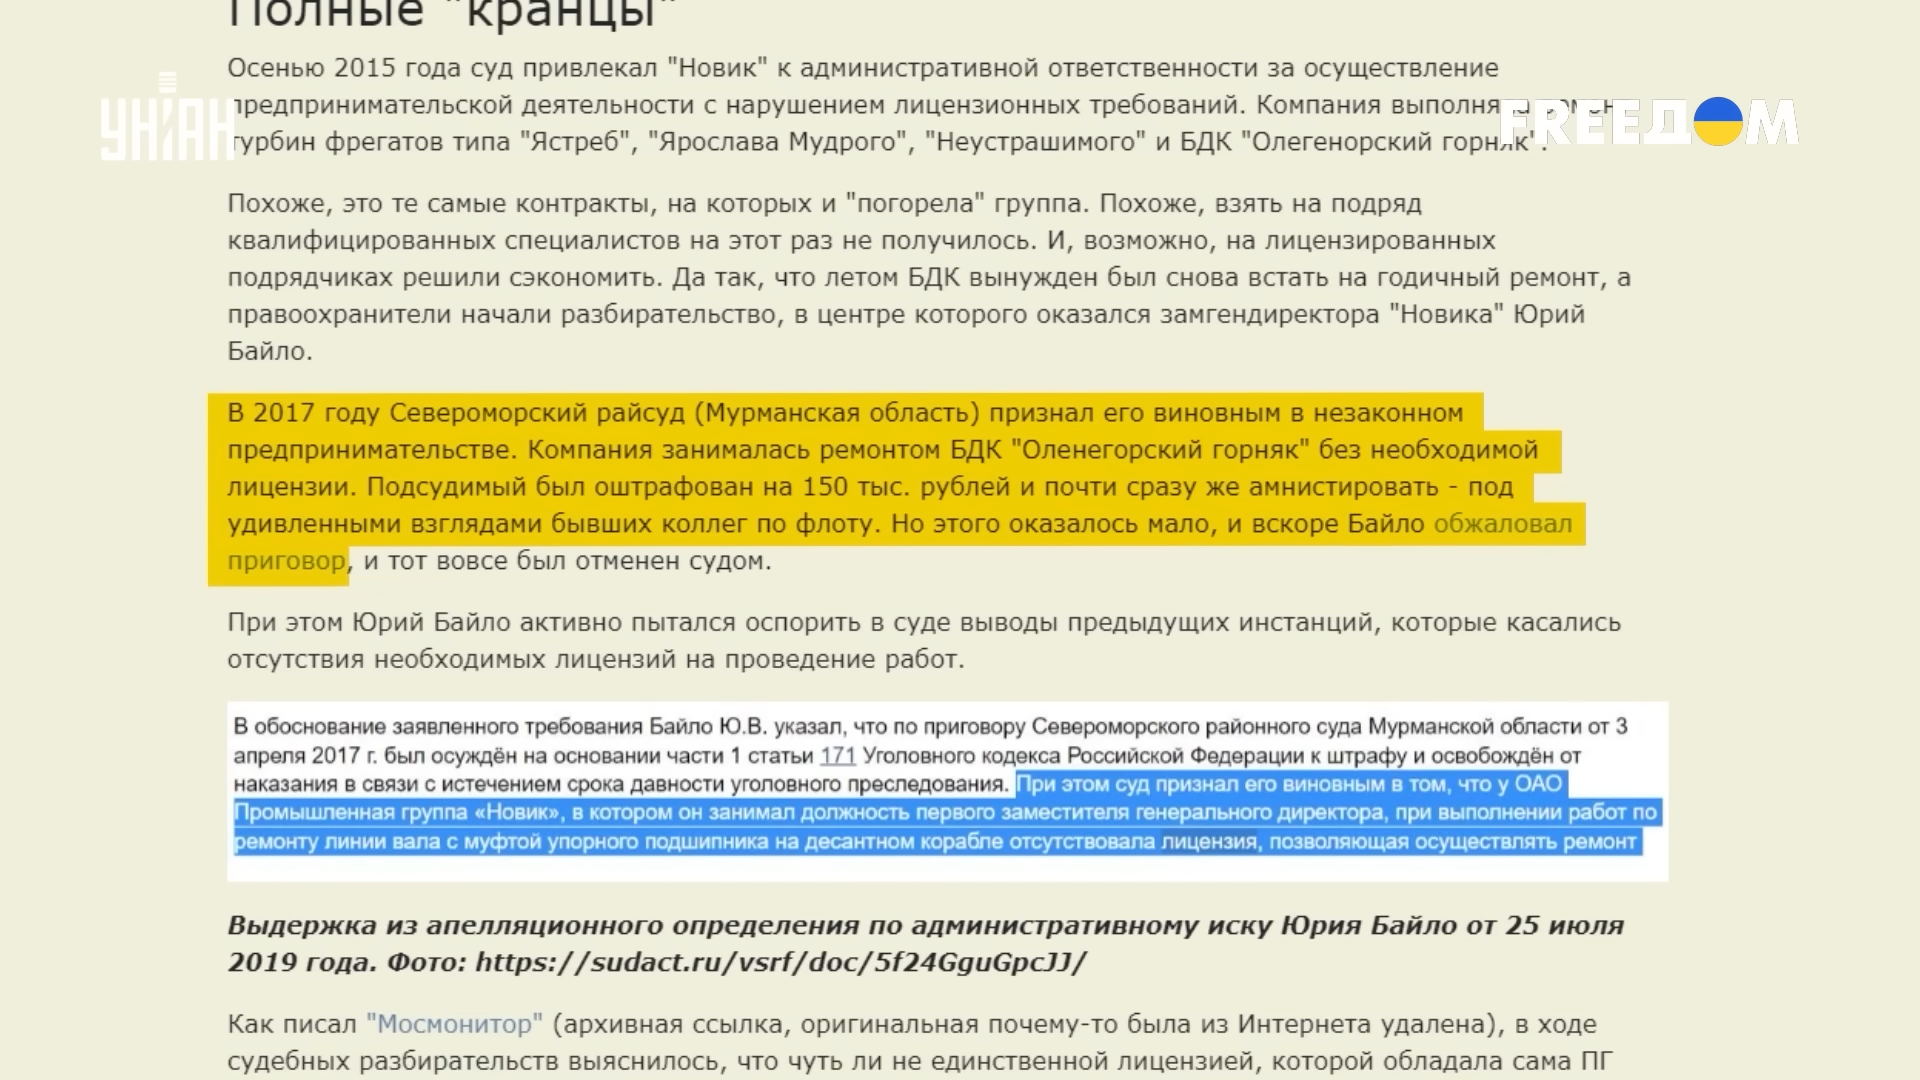 Полные "кранцы"
Осенью 2015 года суд привлекал "Новик" к административной ответственности за осуществление
УНІАН
предпринимательской деятельности с нарушением лицензионных требований. Компания выполняла ремонт
FREEДОМ
турбин фрегатов типа "Ястреб", "Ярослава Мудрого", "Неустрашимого" и БДК "Олегенорский горняк".
Похоже, это те самые контракты, на которых и "погорела" группа. Похоже, взять на подряд
квалифицированных специалистов на этот раз не получилось. И, возможно, на лицензированных
подрядчиках решили сэкономить. Да так, что летом БДК вынужден был снова встать на годичный ремонт, а
правоохранители начали разбирательство, в центре которого оказался замгендиректора "Новика" Юрий
Байло.
В 2017 году Североморский райсуд (Мурманская область) признал его виновным в незаконном
предпринимательстве. Компания занималась ремонтом БДК "Оленегорский горняк" без необходимой
лицензии. Подсудимый был оштрафован на 150 тыс. рублей и почти сразу же амнистировать - под
удивленными взглядами бывших коллег по флоту. Но этого оказалось мало, и вскоре Байло обжаловал
приговор, и тот вовсе был отменен судом.
При этом Юрий Байло активно пытался оспорить в суде выводы предыдущих инстанций, которые касались
отсутствия необходимых лицензий на проведение работ.
В обоснование заявленного требования Байло Ю.В. указал, что по приговору Североморского районного суда Мурманской области от 3
апреля 2017 г. был осуждён на основании части 1 статьи 171 Уголовного кодекса Российской Федерации к штрафу и освобождён от
наказания в связи с истечением срока давности уголовного преследования. При этом суд признал его виновным в том, что у ОАО
Промышленная группа «Новик», в котором он занимал должность первого заместителя генерального директора, при выполнении работ по
ремонту линии вала с муфтой упорного подшипника на десантном корабле отсутствовала лицензия, позволяющая осуществлять ремонт
Выдержка из апелляционного определения по административному иску Юрия Байло от 25 июля
2019 года. Фото: https://sudact.ru/vsrf/doc/5f24GguGpcJJ/
Как писал "Мосмонитор" (архивная ссылка, оригинальная почему-то была из Интернета удалена), в ходе
судебных разбирательств выяснилось, что чуть ли не единственной лицензией, которой обладала сама ПГ